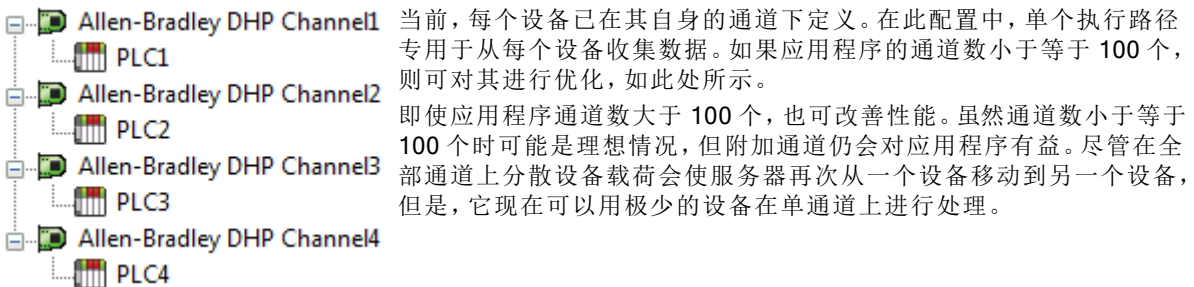 Allen-Bradley DHP Channel1
PLC1
Allen-Bradley DHP Channel2
PLC2
Allen-Bradley DHP Channel3
PLC3
Allen-Bradley DHP Channel4
PLC4
当前，每个设备已在其自身的通道下定义。在此配置中，单个执行路径
专用于从每个设备收集数据。如果应用程序的通道数小于等于 100 个，
则可对其进行优化，如此处所示。
即使应用程序通道数大于 100 个，也可改善性能。虽然通道数小于等于
100 个时可能是理想情况，但附加通道仍会对应用程序有益。尽管在全
部通道上分散设备载荷会使服务器再次从一个设备移动到另一个设备，
但是，它现在可以用极少的设备在单通道上进行处理。